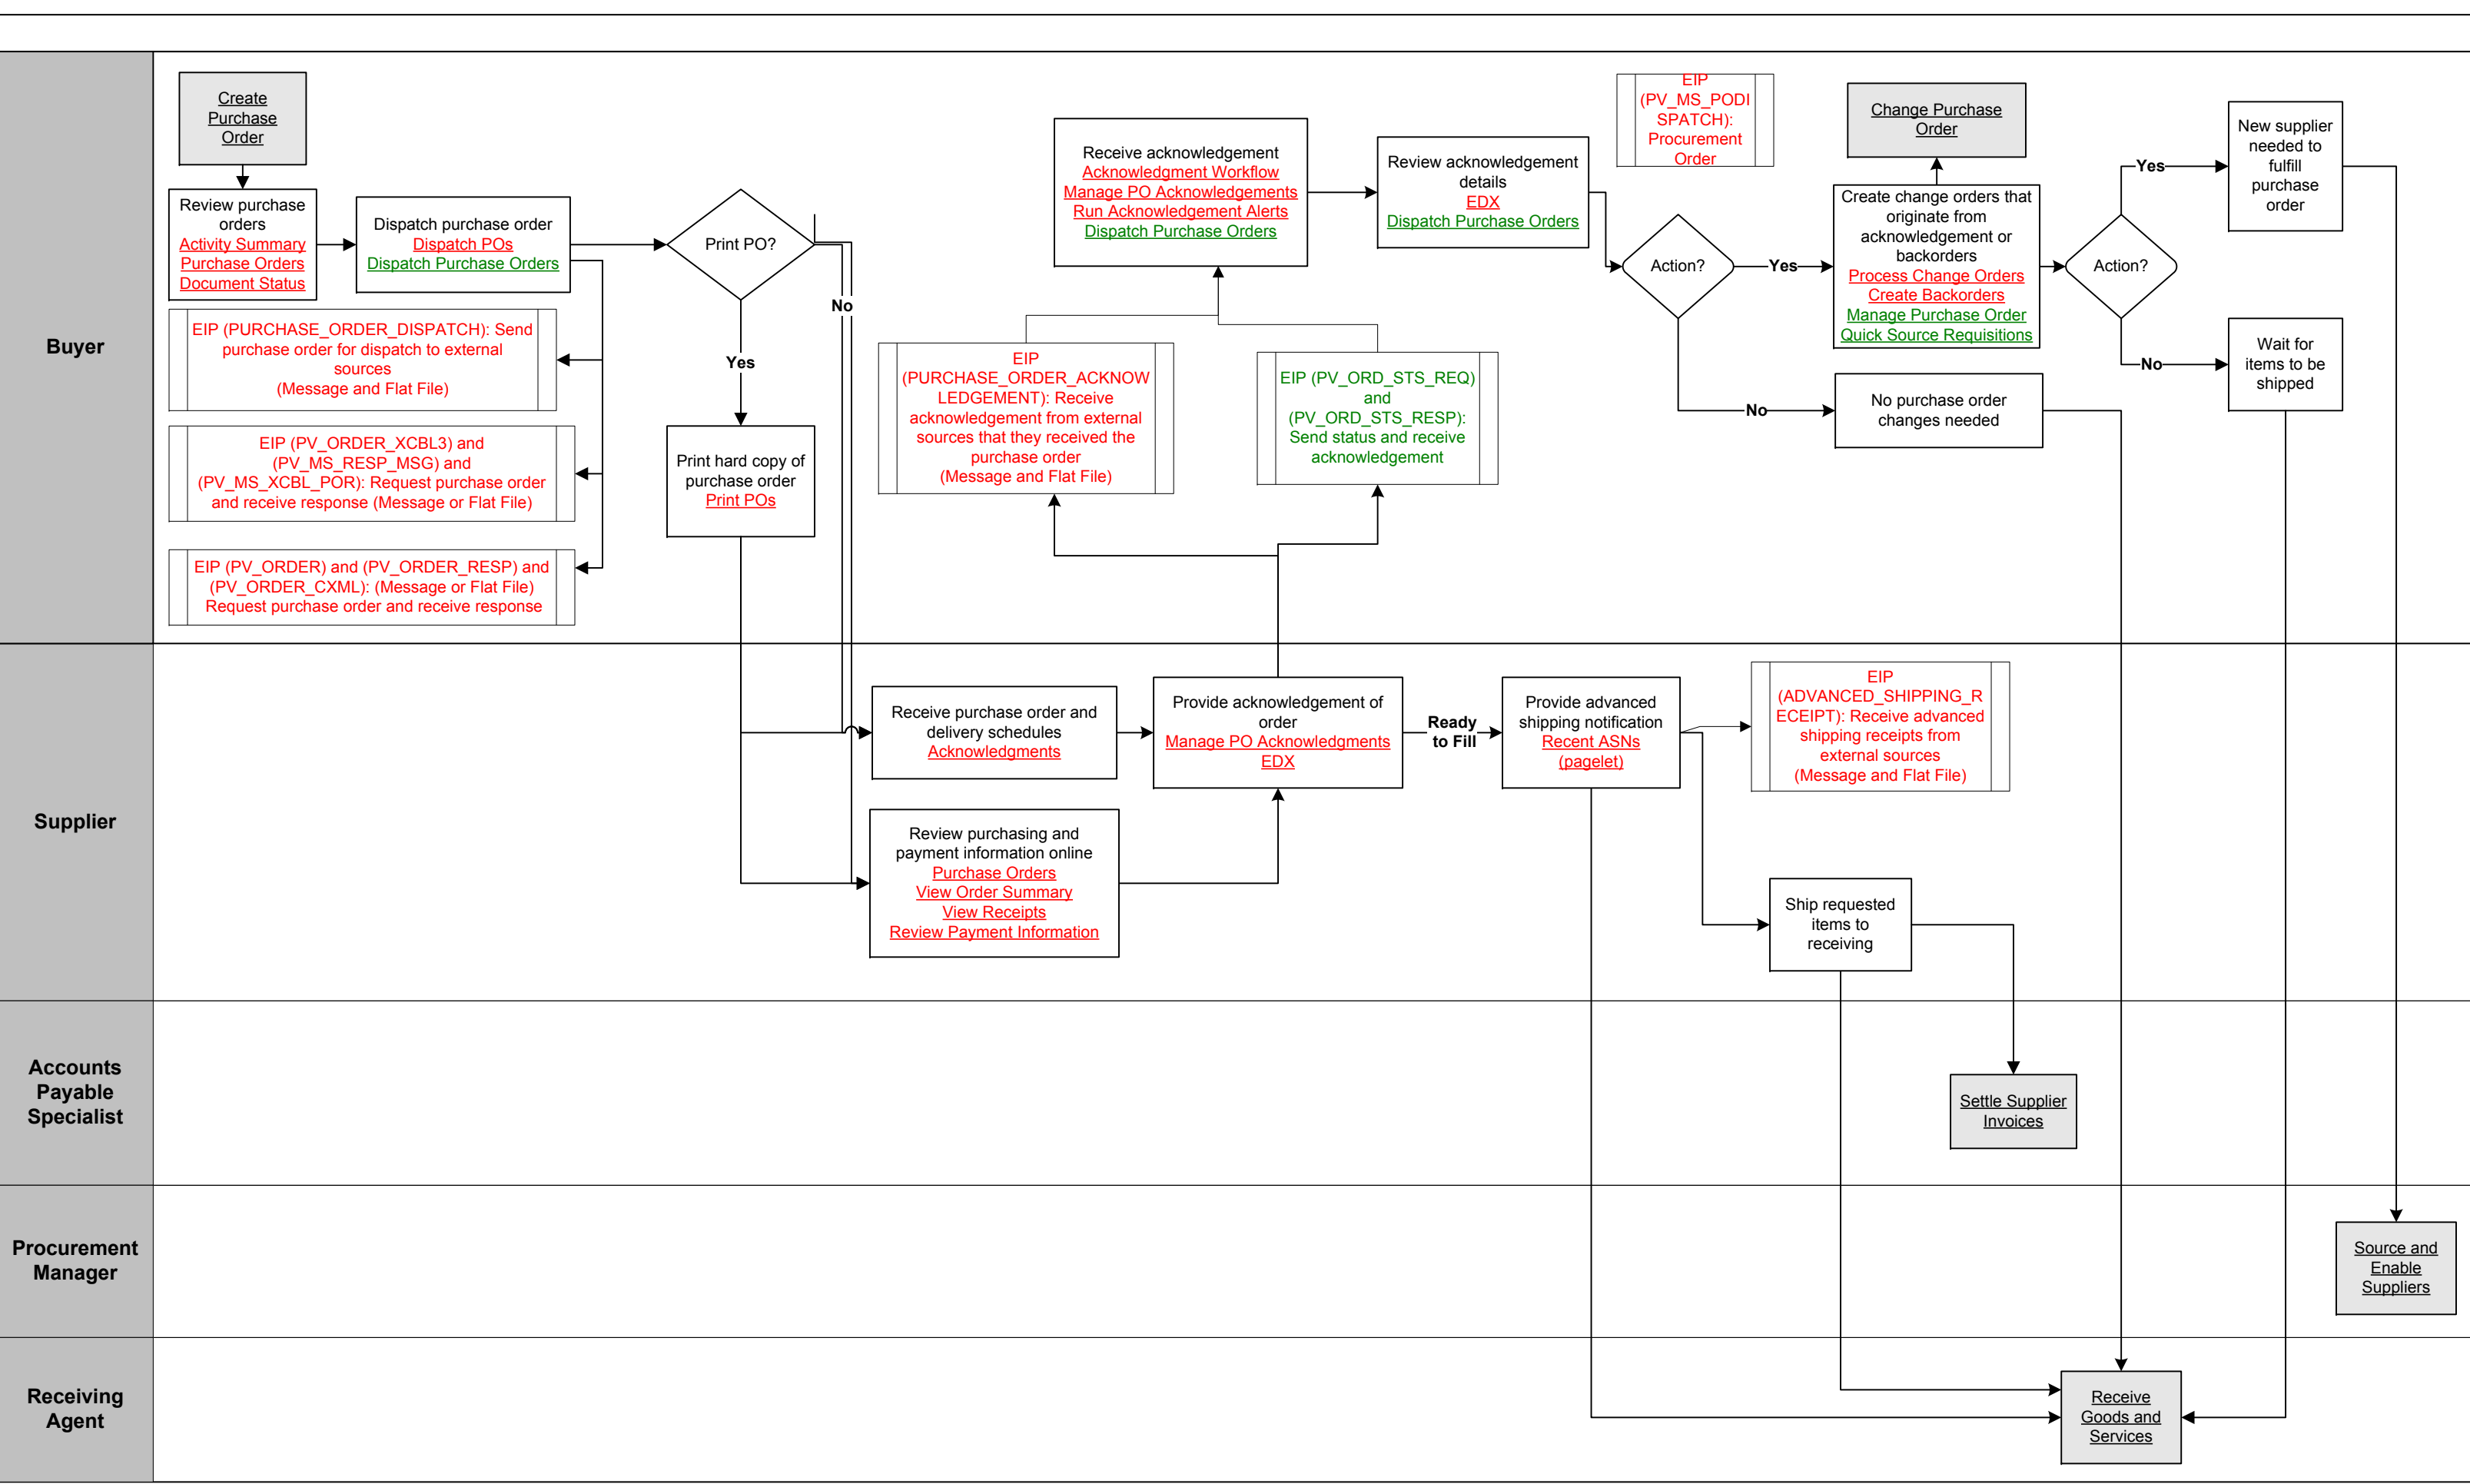 Buyer
Create
Purchase
Order
Review purchase
orders
Activity Summary
Purchase Orders
Document Status
Dispatch purchase order
Dispatch POs
Dispatch Purchase Orders
EIP (PURCHASE_ORDER_DISPATCH): Send
purchase order for dispatch to external
sources
(Message and Flat File)
EIP (PV_ORDER_XCBL3) and
(PV_MS_RESP_MSG) and
(PV_MS_XCBL_POR): Request purchase order
and receive response (Message or Flat File)
EIP (PV_ORDER) and (PV_ORDER_RESP) and
(PV_ORDER_CXML): (Message or Flat File)
Request purchase order and receive response
Print PO?
No
Yes
Print hard copy of
purchase order
Print POs
Receive acknowledgement
Acknowledgment Workflow
Manage PO Acknowledgements
Run Acknowledgement Alerts
Dispatch Purchase Orders
EIP
(PURCHASE_ORDER_ACKNOW
LEDGEMENT): Receive
acknowledgement from external
sources that they received the
purchase order
(Message and Flat File)
EIP (PV_ORD_STS_REQ)
and
(PV_ORD_STS_RESP):
Send status and receive
acknowledgement
Review acknowledgement
details
EDX
Dispatch Purchase Orders
EIP
(PV_MS_PODI
SPATCH):
Procurement
Order
Action?
Yes
No
Change Purchase
Order
Create change orders that
originate from
acknowledgement or
backorders
Process Change Orders
Create Backorders
Manage Purchase Order
Quick Source Requisitions
No purchase order
changes needed
Action?
Yes
No
New supplier
needed to
fulfill
purchase
order
Wait for
items to be
shipped
Supplier
Receive purchase order and
delivery schedules
Acknowledgments
Review purchasing and
payment information online
Purchase Orders
View Order Summary
View Receipts
Review Payment Information
Provide acknowledgement of
order
Manage PO Acknowledgments
EDX
Ready
to Fill
Provide advanced
shipping notification
Recent ASNs
(pagelet)
EIP
(ADVANCED_SHIPPING_R
ECEIPT): Receive advanced
shipping receipts from
external sources
(Message and Flat File)
Ship requested
items to
receiving
Accounts
Payable
Specialist
Settle Supplier
Invoices
Procurement
Manager
Source and
Enable
Suppliers
Receiving
Agent
Receive
Goods and
Services